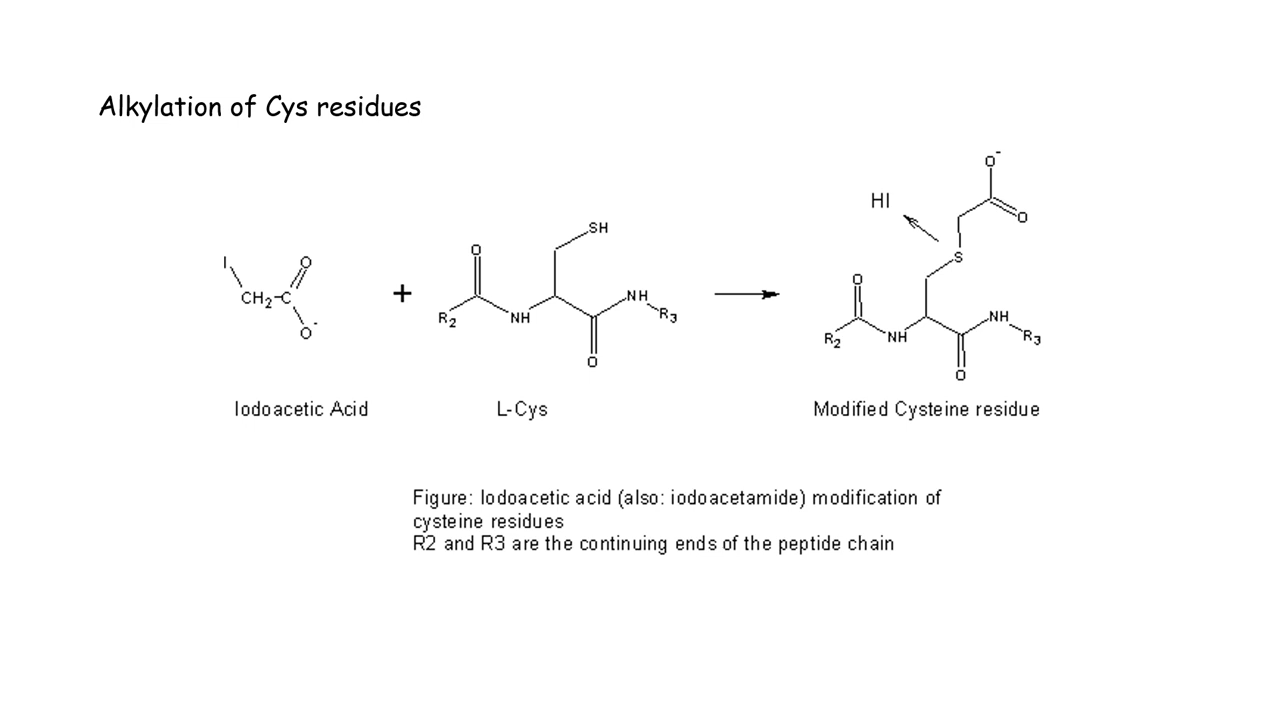 Alkylation of Cys residues
I
CH2-C
O
O-
+
O
R2
NH
SH
O
NH
R3
HI
O-
O
S
O
R2
NH
O
NH
R3
Iodoacetic Acid
L-Cys
Modified Cysteine residue
Figure: Iodoacetic acid (also: iodoacetamide) modification of
cysteine residues
R2 and R3 are the continuing ends of the peptide chain